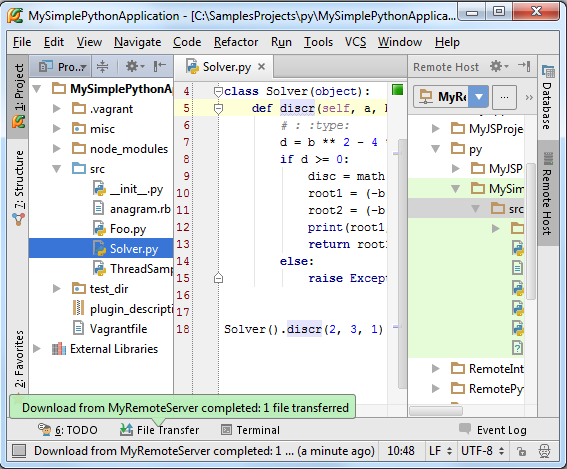 MySimplePythonApplication - [C:\SamplesProjects\py\MySimplePythonApplica...
File Edit View Navigate Code Refactor Run Tools VCS Window Help
1: Project
7: Structure
2: Favorites
Pro...
MySimplePythonAp
.vagrant
misc
node_modules
src
__init__.py
anagram.rb
Foo.py
Solver.py
ThreadSamp
test_dir
plugin_descripti
Vagrantfile
External Libraries
Solver.py
4 class Solver(object):
5 def discr(self, a,
6 # : :type:
7 d = b ** 2 - 4
8 if d >= 0:
9 disc = math
10 root1 = (-b
11 root2 = (-b
12 print(root1,
13 return root
14 else:
15 raise Excep
16
17
18 Solver().discr(2, 3, 1)
Remote Host
MyRe
...
MyJSProje
py
MyJSP
MySim
src
RemoteInt
RemotePy
Database
Remote Host
Download from MyRemoteServer completed: 1 file transferred
6: TODO File Transfer Terminal Event Log
Download from MyRemoteServer completed: 1 ... (a minute ago) 10:48 LF UTF-8